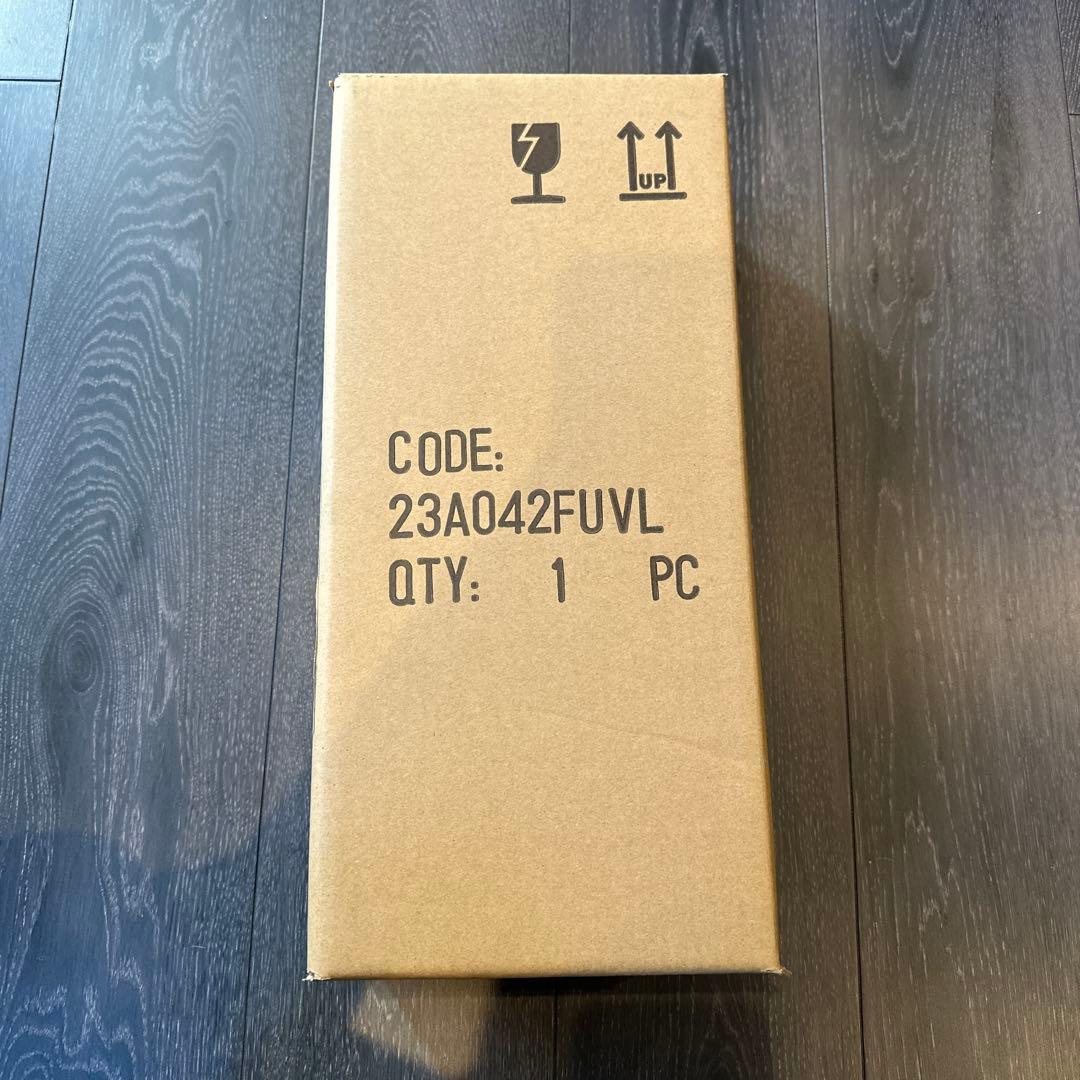 UP
CODE:
23A042FUVL
QTY: 1 PC